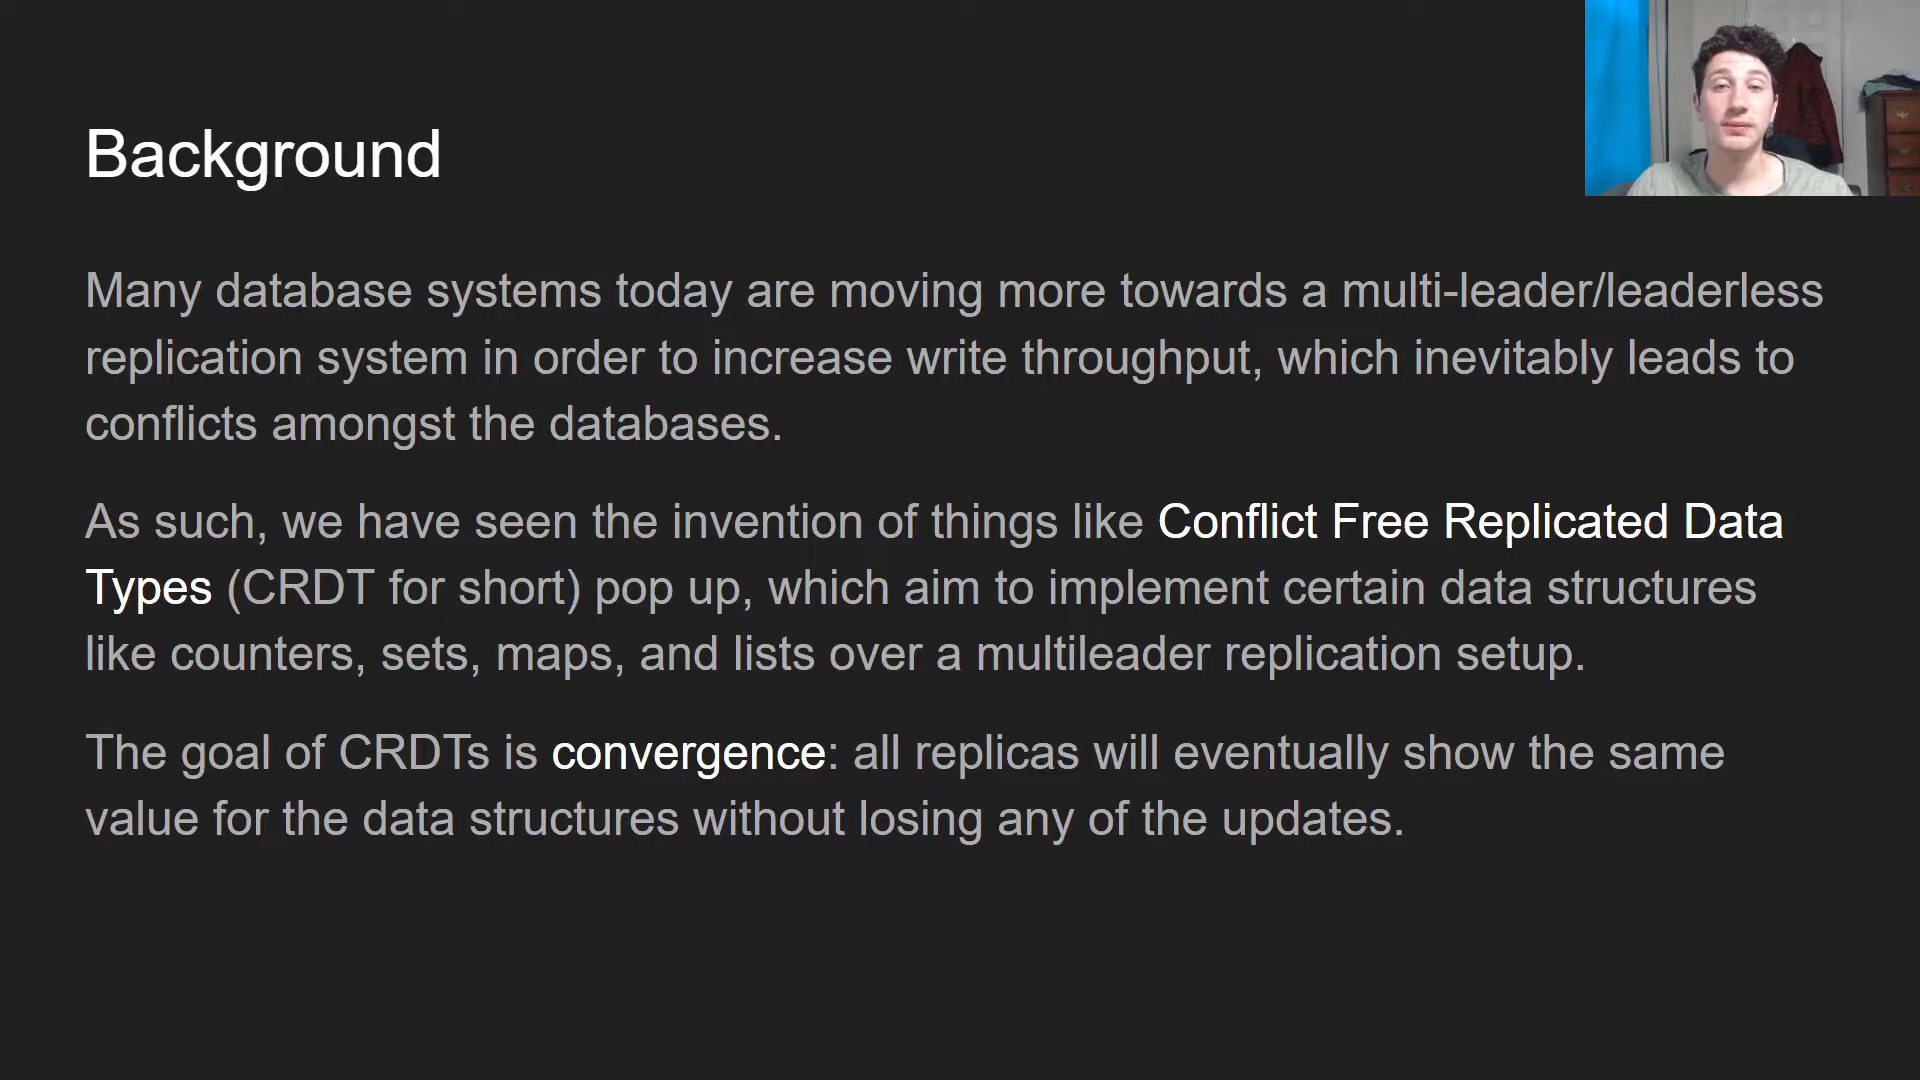 Background
Many database systems today are moving more towards a multi-leader/leaderless
replication system in order to increase write throughput, which inevitably leads to
conflicts amongst the databases.
As such, we have seen the invention of things like Conflict Free Replicated Data
Types (CRDT for short) pop up, which aim to implement certain data structures
like counters, sets, maps, and lists over a multileader replication setup.
The goal of CRDTs is convergence: all replicas will eventually show the same
value for the data structures without losing any of the updates.